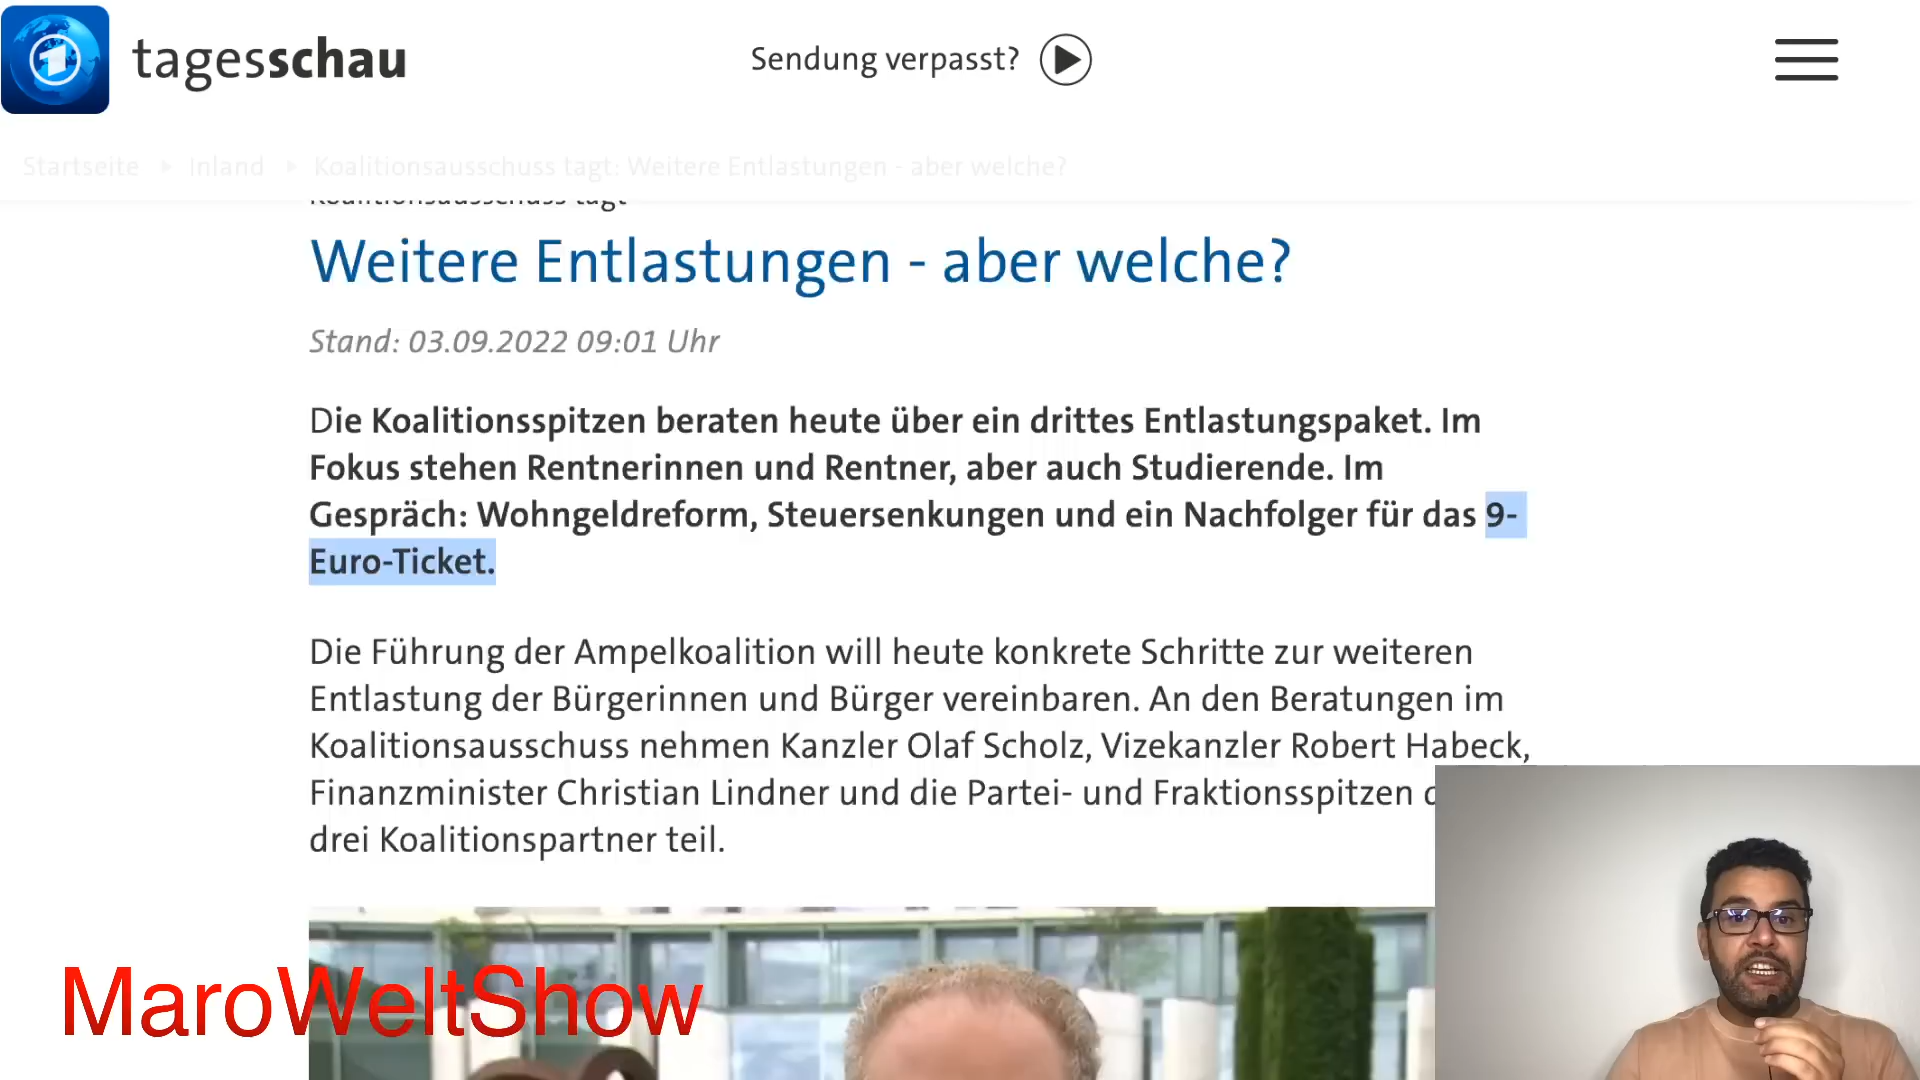 tagesschau
Sendung verpasst?
Startseite
Inland
Koalitionsausschuss tagt: Weitere Entlastungen - aber welche?
Koalitionsausschuss tagt
Weitere Entlastungen - aber welche?
Stand: 03.09.2022 09:01 Uhr
Die Koalitionsspitzen beraten heute über ein drittes Entlastungspaket. Im
Fokus stehen Rentnerinnen und Rentner, aber auch Studierende. Im
Gespräch: Wohngeldreform, Steuersenkungen und ein Nachfolger für das 9-
Euro-Ticket.
Die Führung der Ampelkoalition will heute konkrete Schritte zur weiteren
Entlastung der Bürgerinnen und Bürger vereinbaren. An den Beratungen im
Koalitionsausschuss nehmen Kanzler Olaf Scholz, Vizekanzler Robert Habeck,
Finanzminister Christian Lindner und die Partei- und Fraktionsspitzen
drei Koalitionspartner teil.
MaroWeltShow